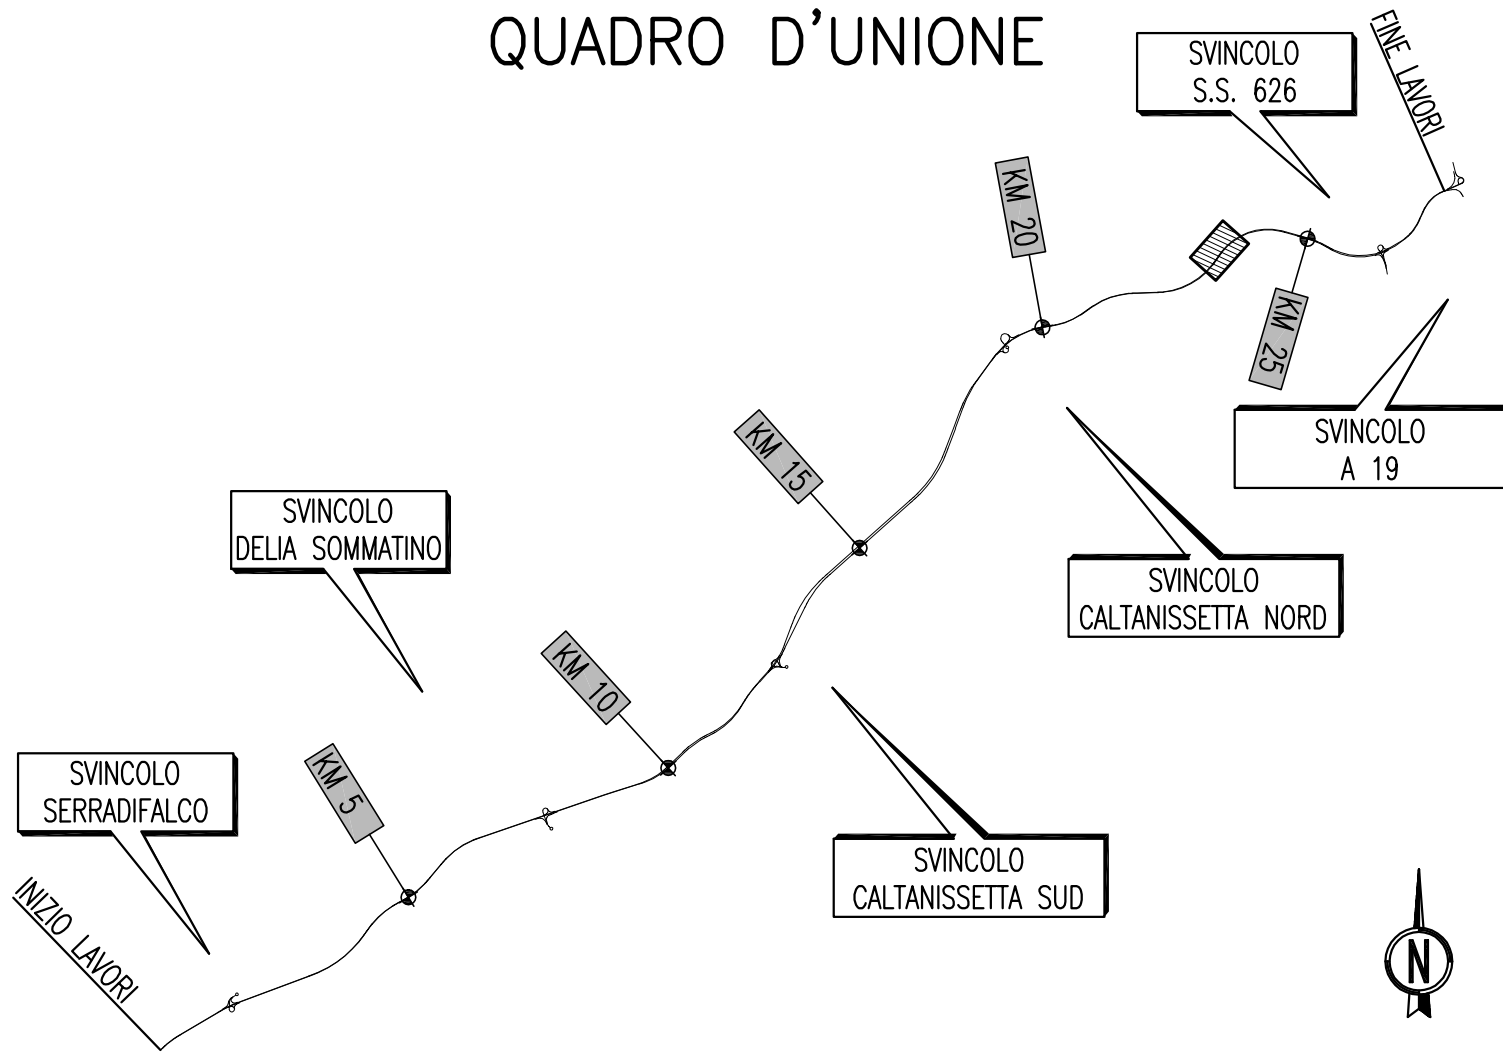 QUADRO D'UNIONE
SVINCOLO
S.S. 626
FINE LAVORI
KM 20
KM 25
SVINCOLO
A 19
KM 15
SVINCOLO
DELIA SOMMATINO
SVINCOLO
CALTANISSETTA NORD
KM 10
KM 5
SVINCOLO
SERRADIFALCO
SVINCOLO
CALTANISSETTA SUD
INIZIO LAVORI
N